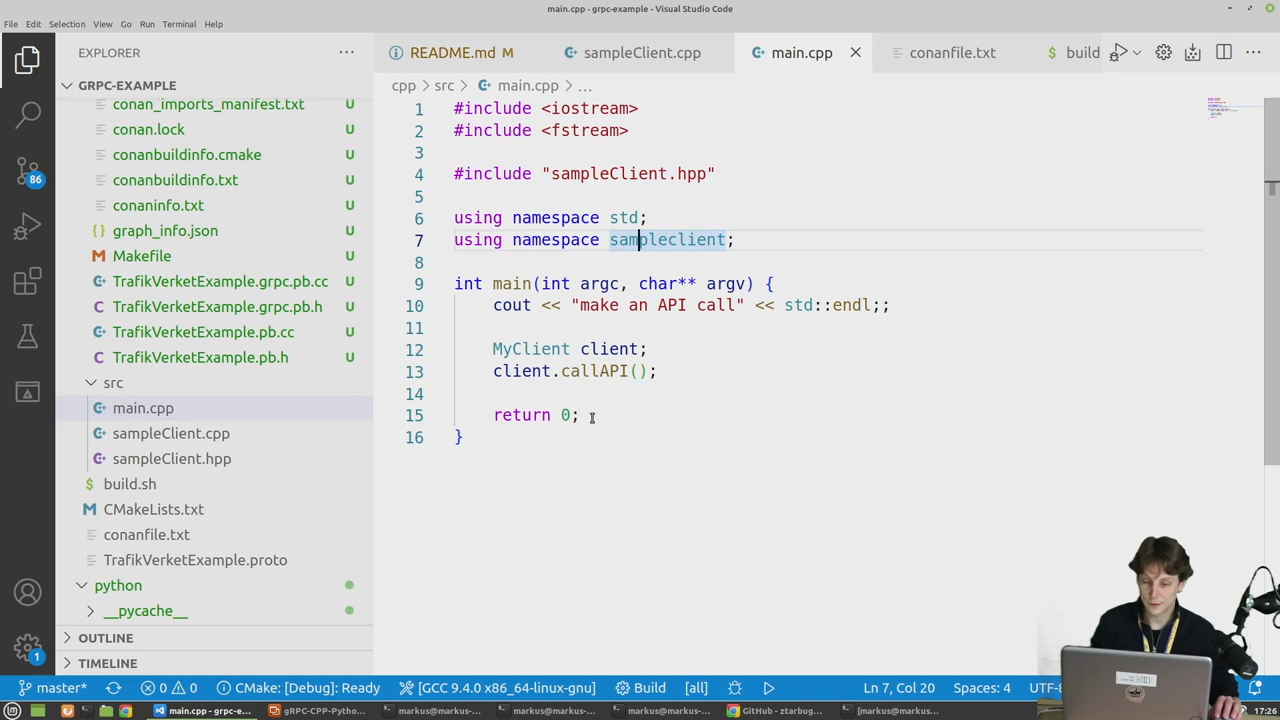 main.cpp - grpc-example - Visual Studio Code
File Edit Selection View Go Run Terminal Help
EXPLORER ···
GRPC-EXAMPLE
conan_imports_manifest.txt U
conan.lock U
conanbuildinfo.cmake U
conanbuildinfo.txt U
conaninfo.txt U
{} graph_info.json U
M Makefile U
TrafikVerketExample.grpc.pb.cc U
C TrafikVerketExample.grpc.pb.h U
TrafikVerketExample.pb.cc U
C TrafikVerketExample.pb.h U
src
main.cpp
sampleClient.cpp
sampleClient.hpp
$ build.sh
M CMakeLists.txt
conanfile.txt
TrafikVerketExample.proto
python
__pycache__
OUTLINE
TIMELINE
86
1
README.md M
sampleClient.cpp
main.cpp
conanfile.txt
$ build
cpp > src > main.cpp > ...
1 #include <iostream>
2 #include <fstream>
3
4 #include "sampleClient.hpp"
5
6 using namespace std;
7 using namespace sampleclient;
8
9 int main(int argc, char** argv) {
10 cout << "make an API call" << std::endl;;
11
12 MyClient client;
13 client.callAPI();
14
15 return 0;
16 }
master* 0 0 CMake: [Debug]: Ready [GCC 9.4.0 x86_64-linux-gnu] Build [all] Ln 7, Col 20 Spaces: 4 UTF-8
main.cpp - grpc-e... gRPC-CPP-Pytho... markus@markus-... markus@markus-... markus@markus-... GitHub - ztarbug... [markus@markus... 17:26